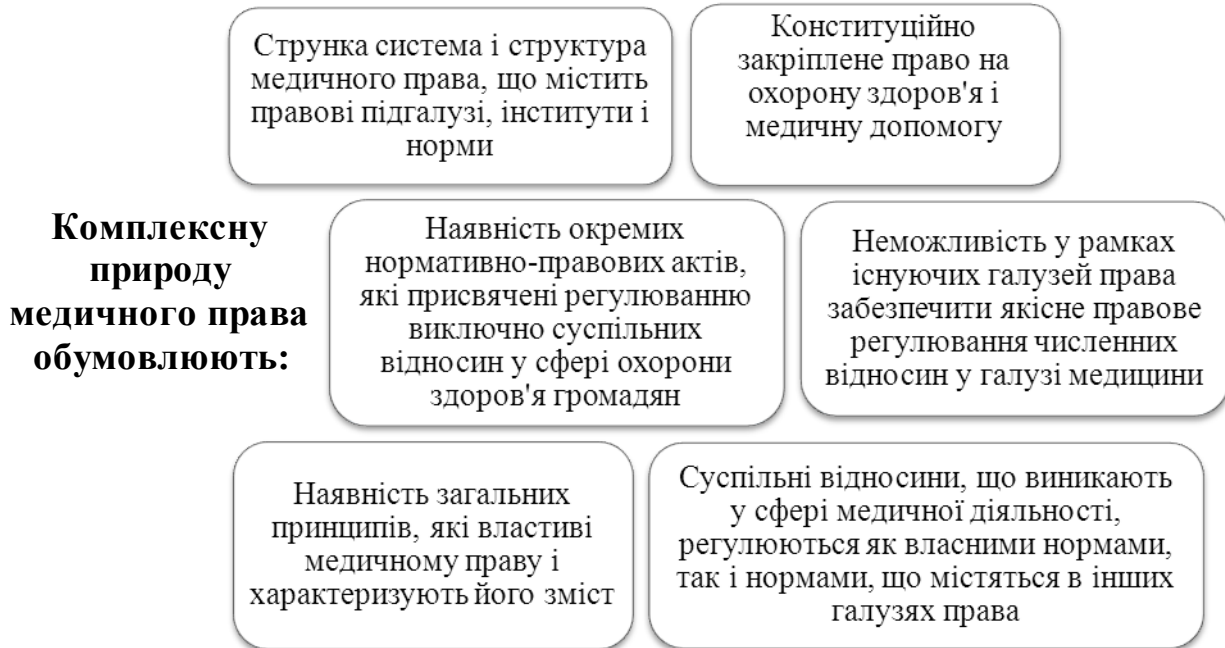 Струнка система і структура
медичного права, що містить
правові підгалузі, інститути і
норми
Конституційно
закріплене право на
охорону здоров'я і
медичну допомогу
Комплексну
природу
медичного права
обумовлюють:
Наявність окремих
нормативно-правових актів,
які присвячені регулюванню
виключно суспільних
відносин у сфері охорони
здоров'я громадян
Неможливість у рамках
існуючих галузей права
забезпечити якісне правове
регулювання численних
відносин у галузі медицини
Наявність загальних
принципів, які властиві
медичному праву і
характеризують його зміст
Суспільні відносини, що виникають
у сфері медичної діяльності,
регулюються як власними нормами,
так і нормами, що містяться в інших
галузях права